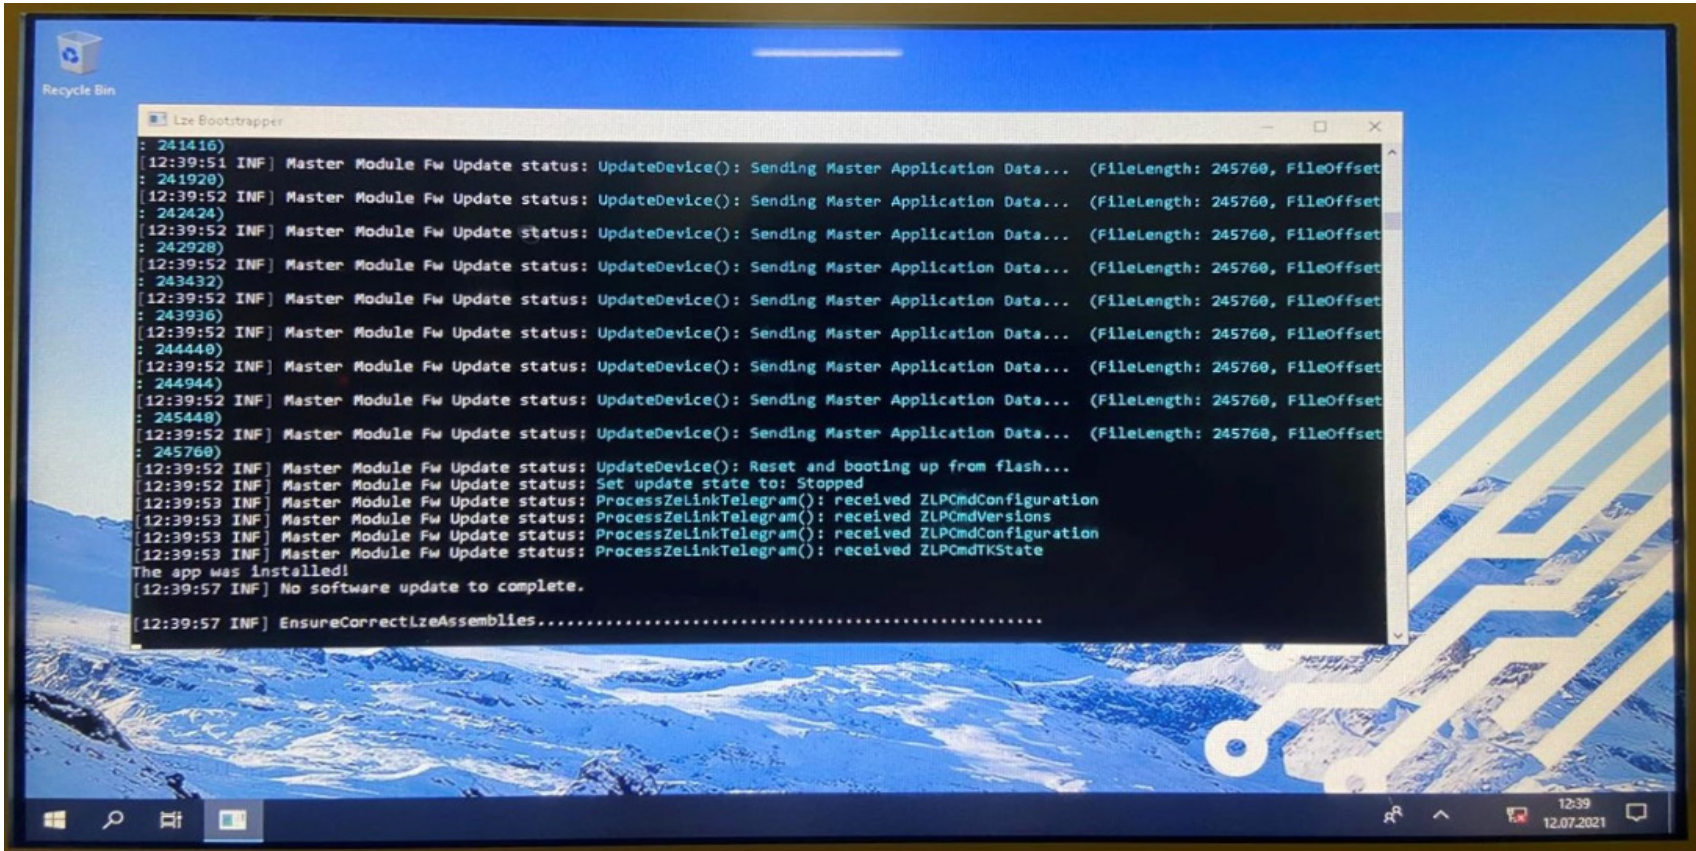 Recycle Bin
Lze Bootstrapper
: 241416)
[12:39:51 INF] Master Module Fw Update status: UpdateDevice(): Sending Master Application Data... (FileLength: 245760, FileOffset
: 241920)
[12:39:52 INF] Master Module Fw Update status: UpdateDevice(): Sending Master Application Data... (FileLength: 245760, FileOffset
: 242424)
[12:39:52 INF] Master Module Fw Update status: UpdateDevice(): Sending Master Application Data... (FileLength: 245760, FileOffset
: 242928)
[12:39:52 INF] Master Module Fw Update status: UpdateDevice(): Sending Master Application Data... (FileLength: 245760, FileOffset
: 243432)
[12:39:52 INF] Master Module Fw Update status: UpdateDevice(): Sending Master Application Data... (FileLength: 245760, FileOffset
: 243936)
[12:39:52 INF] Master Module Fw Update status: UpdateDevice(): Sending Master Application Data... (FileLength: 245760, FileOffset
: 244440)
[12:39:52 INF] Master Module Fw Update status: UpdateDevice(): Sending Master Application Data... (FileLength: 245760, FileOffset
: 244944)
[12:39:52 INF] Master Module Fw Update status: UpdateDevice(): Sending Master Application Data... (FileLength: 245760, FileOffset
: 245448)
[12:39:52 INF] Master Module Fw Update status: UpdateDevice(): Sending Master Application Data... (FileLength: 245760, FileOffset
: 245760)
[12:39:52 INF] Master Module Fw Update status: UpdateDevice(): Reset and booting up from flash...
[12:39:52 INF] Master Module Fw Update status: Set update state to: Stopped
[12:39:53 INF] Master Module Fw Update status: ProcessZeLinkTelegram(): received ZLPCmdConfiguration
[12:39:53 INF] Master Module Fw Update status: ProcessZeLinkTelegram(): received ZLPCmdVersions
[12:39:53 INF] Master Module Fw Update status: ProcessZeLinkTelegram(): received ZLPCmdConfiguration
[12:39:53 INF] Master Module Fw Update status: ProcessZeLinkTelegram(): received ZLPCmdTKState
The app was installed!
[12:39:57 INF] No software update to complete.
[12:39:57 INF] EnsureCorrectLzeAssemblies...................................................
12:39
12.07.2021